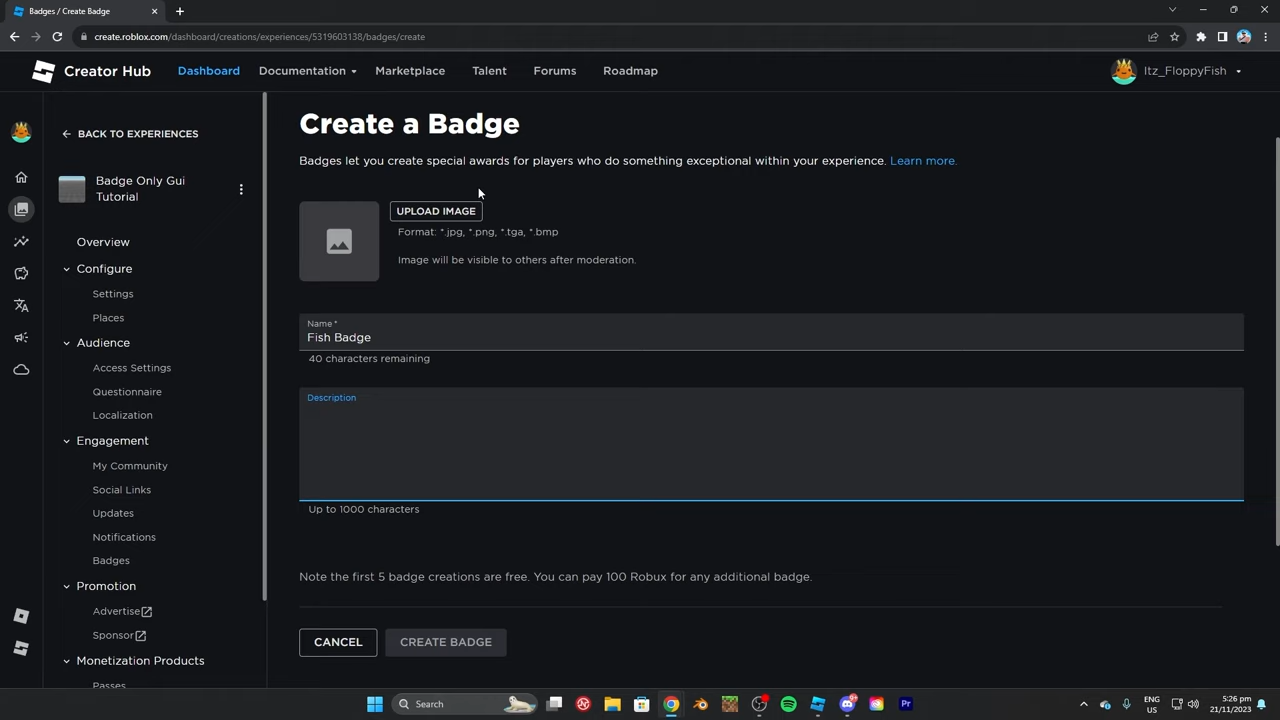 Badges / Create Badge
create.roblox.com/dashboard/creations/experiences/5319603138/badges/create
Creator Hub
Dashboard
Documentation
Marketplace
Talent
Forums
Roadmap
Itz_FloppyFish
BACK TO EXPERIENCES
Badge Only Gui
Tutorial
Overview
Configure
Settings
Places
Audience
Access Settings
Questionnaire
Localization
Engagement
My Community
Social Links
Updates
Notifications
Badges
Promotion
Advertise
Sponsor
Monetization Products
Passes
Create a Badge
Badges let you create special awards for players who do something exceptional within your experience. Learn more.
UPLOAD IMAGE
Format: *.jpg, *.png, *.tga, *.bmp
Image will be visible to others after moderation.
Name *
Fish Badge
40 characters remaining
Description
Up to 1000 characters
Note the first 5 badge creations are free. You can pay 100 Robux for any additional badge.
CANCEL
CREATE BADGE
Search
ENG
US
5:26 pm
21/11/2023